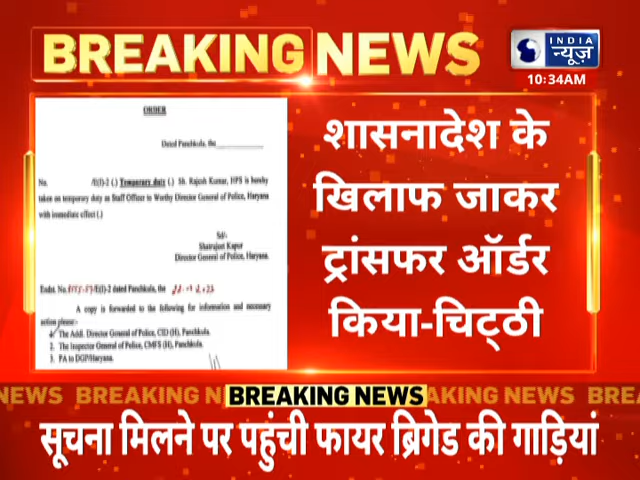 BREAKING NEWS
INDIA
न्यूज़
10:34AM
ORDER
Dated Panchkula, the
No. /E(I)-2 (.) Temporary duty (.) Sh. Rajesh Kumar, HPS is hereby
taken on temporary duty as Staff Officer to Worthy Director General of Police, Haryana
with immediate effect (.)
Sd/-
Shatrujeet Kapur
Director General of Police, Haryana.
Endst. No. /E(I)-2 dated Panchkula, the
A copy is forwarded to the following for information and necessary
action please:-
1. The Addl. Director General of Police, CID (H), Panchkula.
2. The Inspector General of Police, CMFS (H), Panchkula.
3. PA to DGP/Haryana.
शासनादेश के
खिलाफ जाकर
ट्रांसफर ऑर्डर
किया-चिट्ठी
NEWS BREAKING N BREAKING NEWS AKING NEWS BREA
सूचना मिलने पर पहुंची फायर ब्रिगेड की गाड़ियां